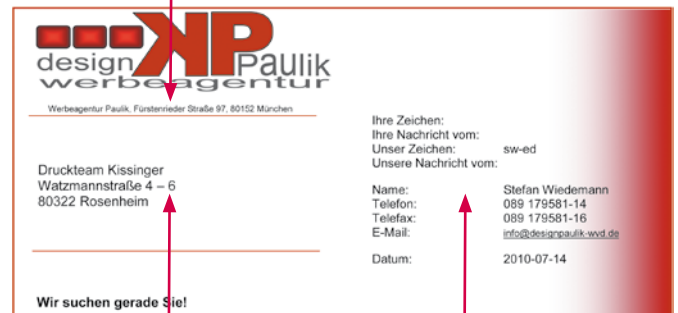 KP
design Paulik
werbeagentur
Werbeagentur Paulik, Fürstenrieder Straße 97, 80152 München
Druckteam Kissinger
Watzmannstraße 4 – 6
80322 Rosenheim
Ihre Zeichen:
Ihre Nachricht vom:
Unser Zeichen: sw-ed
Unsere Nachricht vom:
Name: Stefan Wiedemann
Telefon: 089 179581-14
Telefax: 089 179581-16
E-Mail: info@designpaulik-wvd.de
Datum: 2010-07-14
Wir suchen gerade Sie!